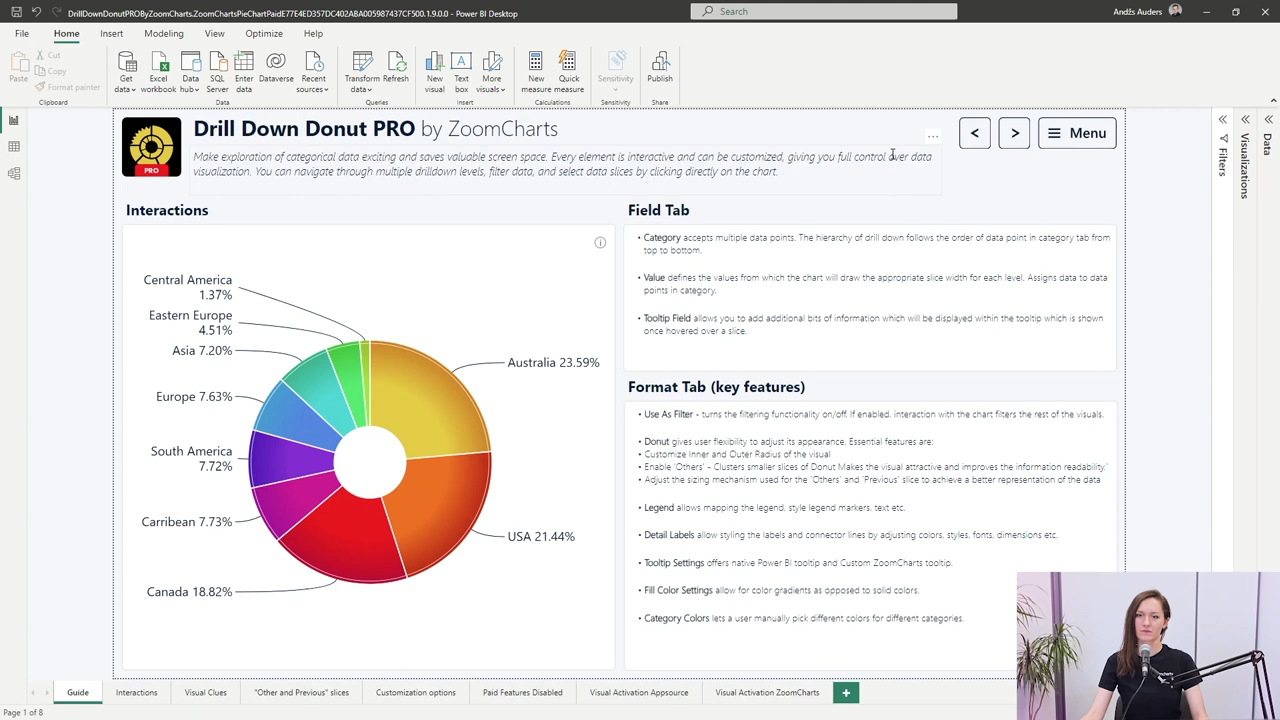 DrillDownDonutPROByZoomCharts.ZoomChartsPieChartPaidE77E4ED357DC402ABA005987437CF500.1.9.0.0 - Power BI Desktop
Search
Andžs Auders
File
Home
Insert
Modeling
View
Optimize
Help
Paste
Cut
Copy
Format painter
Clipboard
Get data
Excel workbook
Data hub
SQL Server
Enter data
Dataverse
Recent sources
Data
Transform data
Refresh
Queries
New visual
Text box
More visuals
Insert
New measure
Quick measure
Calculations
Sensitivity
Sensitivity
Publish
Share
PRO
Drill Down Donut PRO by ZoomCharts
Make exploration of categorical data exciting and saves valuable screen space. Every element is interactive and can be customized, giving you full control over data
visualization. You can navigate through multiple drilldown levels, filter data, and select data slices by clicking directly on the chart.
Menu
Filters
Visualizations
Data
Interactions
Central America
1.37%
Eastern Europe
4.51%
Asia 7.20%
Europe 7.63%
South America
7.72%
Carribean 7.73%
Canada 18.82%
Australia 23.59%
USA 21.44%
Field Tab
• Category accepts multiple data points. The hierarchy of drill down follows the order of data point in category tab from
top to bottom.
• Value defines the values from which the chart will draw the appropriate slice width for each level. Assigns data to data
points in category.
• Tooltip Field allows you to add additional bits of information which will be displayed within the tooltip which is shown
once hovered over a slice.
Format Tab (key features)
• Use As Filter - turns the filtering functionality on/off. If enabled, interaction with the chart filters the rest of the visuals.
• Donut gives user flexibility to adjust its appearance. Essential features are:
• Customize Inner and Outer Radius of the visual
• Enable 'Others' - Clusters smaller slices of Donut Makes the visual attractive and improves the information readability.'
• Adjust the sizing mechanism used for the 'Others' and 'Previous' slice to achieve a better representation of the data
• Legend allows mapping the legend, style legend markers, text etc.
• Detail Labels allow styling the labels and connector lines by adjusting colors, styles, fonts, dimensions etc.
• Tooltip Settings offers native Power BI tooltip and Custom ZoomCharts tooltip.
• Fill Color Settings allow for color gradients as opposed to solid colors.
• Category Colors lets a user manually pick different colors for different categories.
Guide
Interactions
Visual Clues
"Other and Previous" slices
Customization options
Paid Features Disabled
Visual Activation Appsource
Visual Activation ZoomCharts
Page 1 of 8